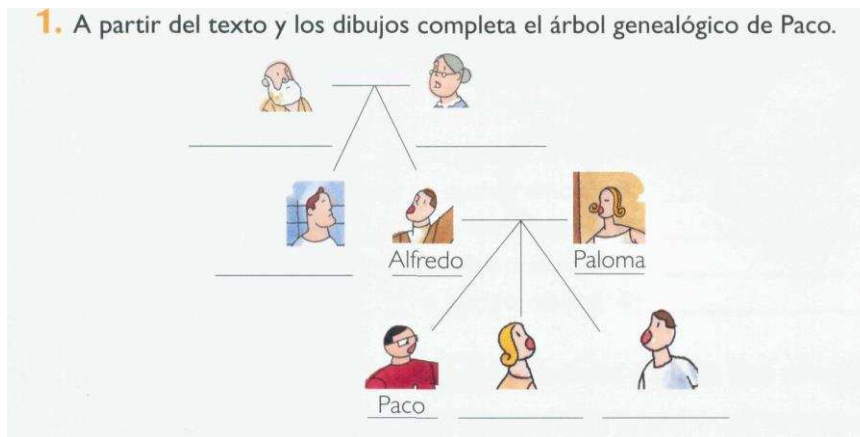 1. A partir del texto y los dibujos completa el árbol genealógico de Paco.
Alfredo
Paloma
Paco